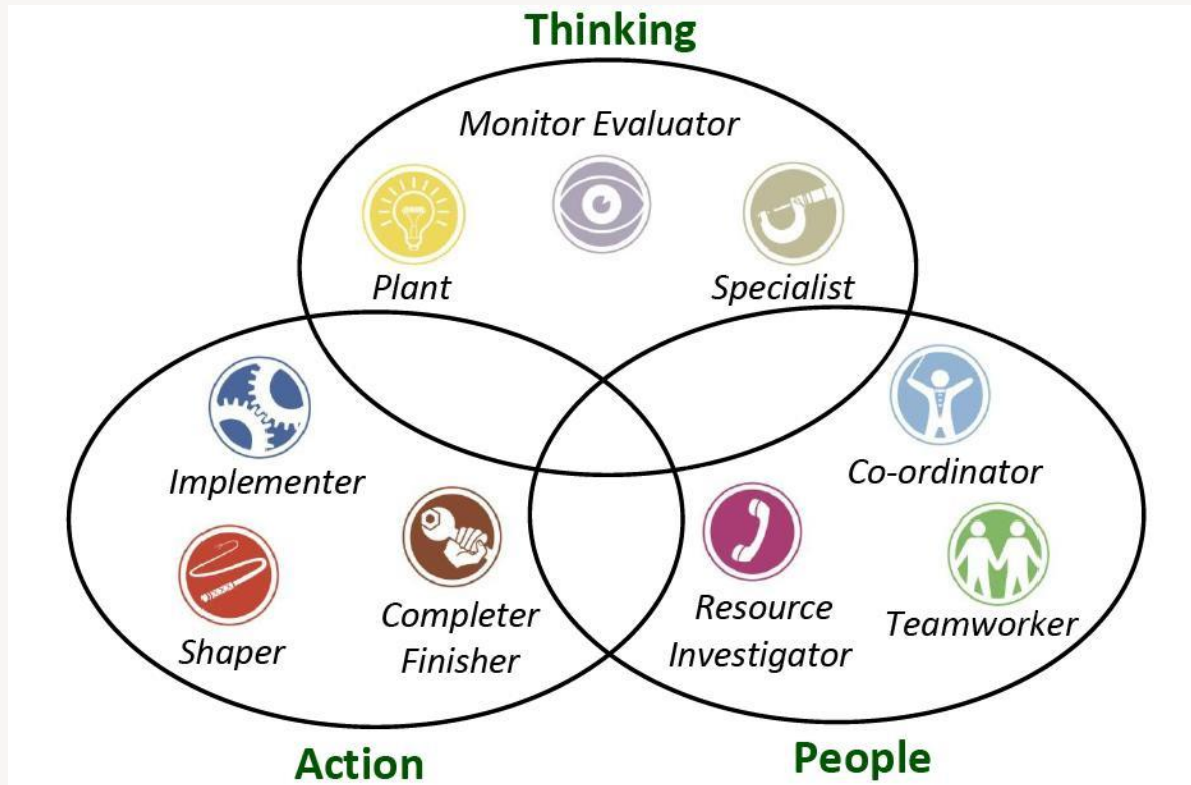 Thinking
Monitor Evaluator
Plant
Specialist
Implementer
Co-ordinator
Shaper
Completer
Finisher
Resource
Investigator
Teamworker
Action
People